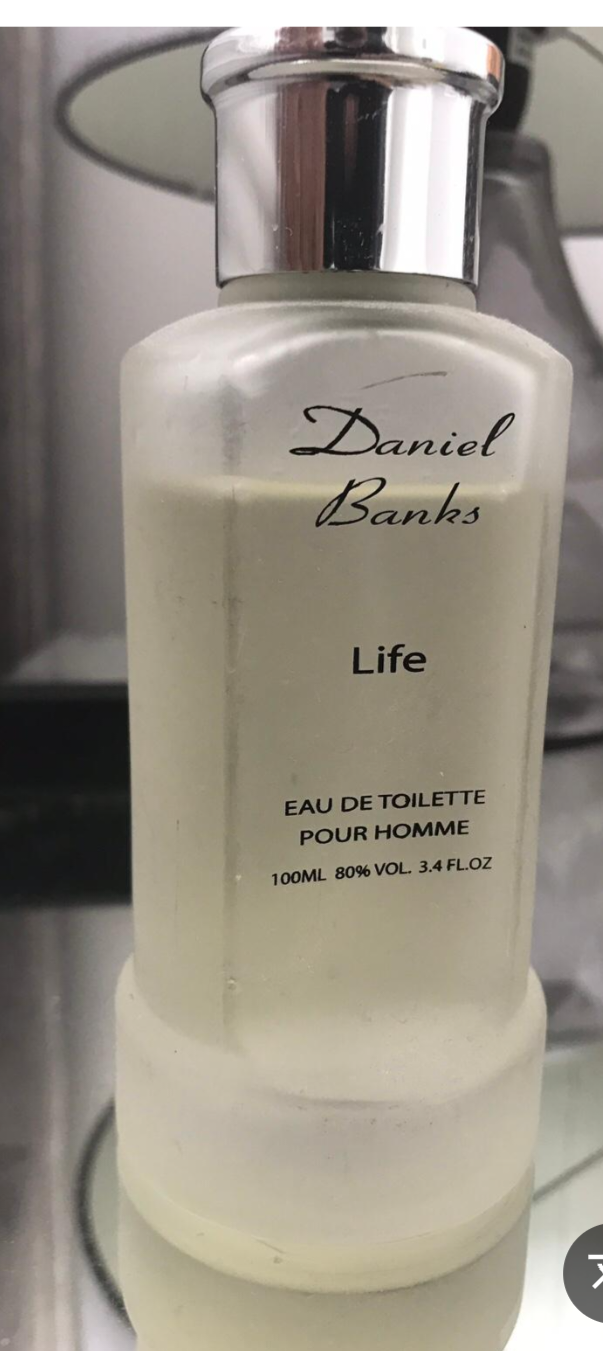 Daniel
Banks
Life
EAU DE TOILETTE
POUR HOMME
100ML 80% VOL. 3.4 FL.OZ